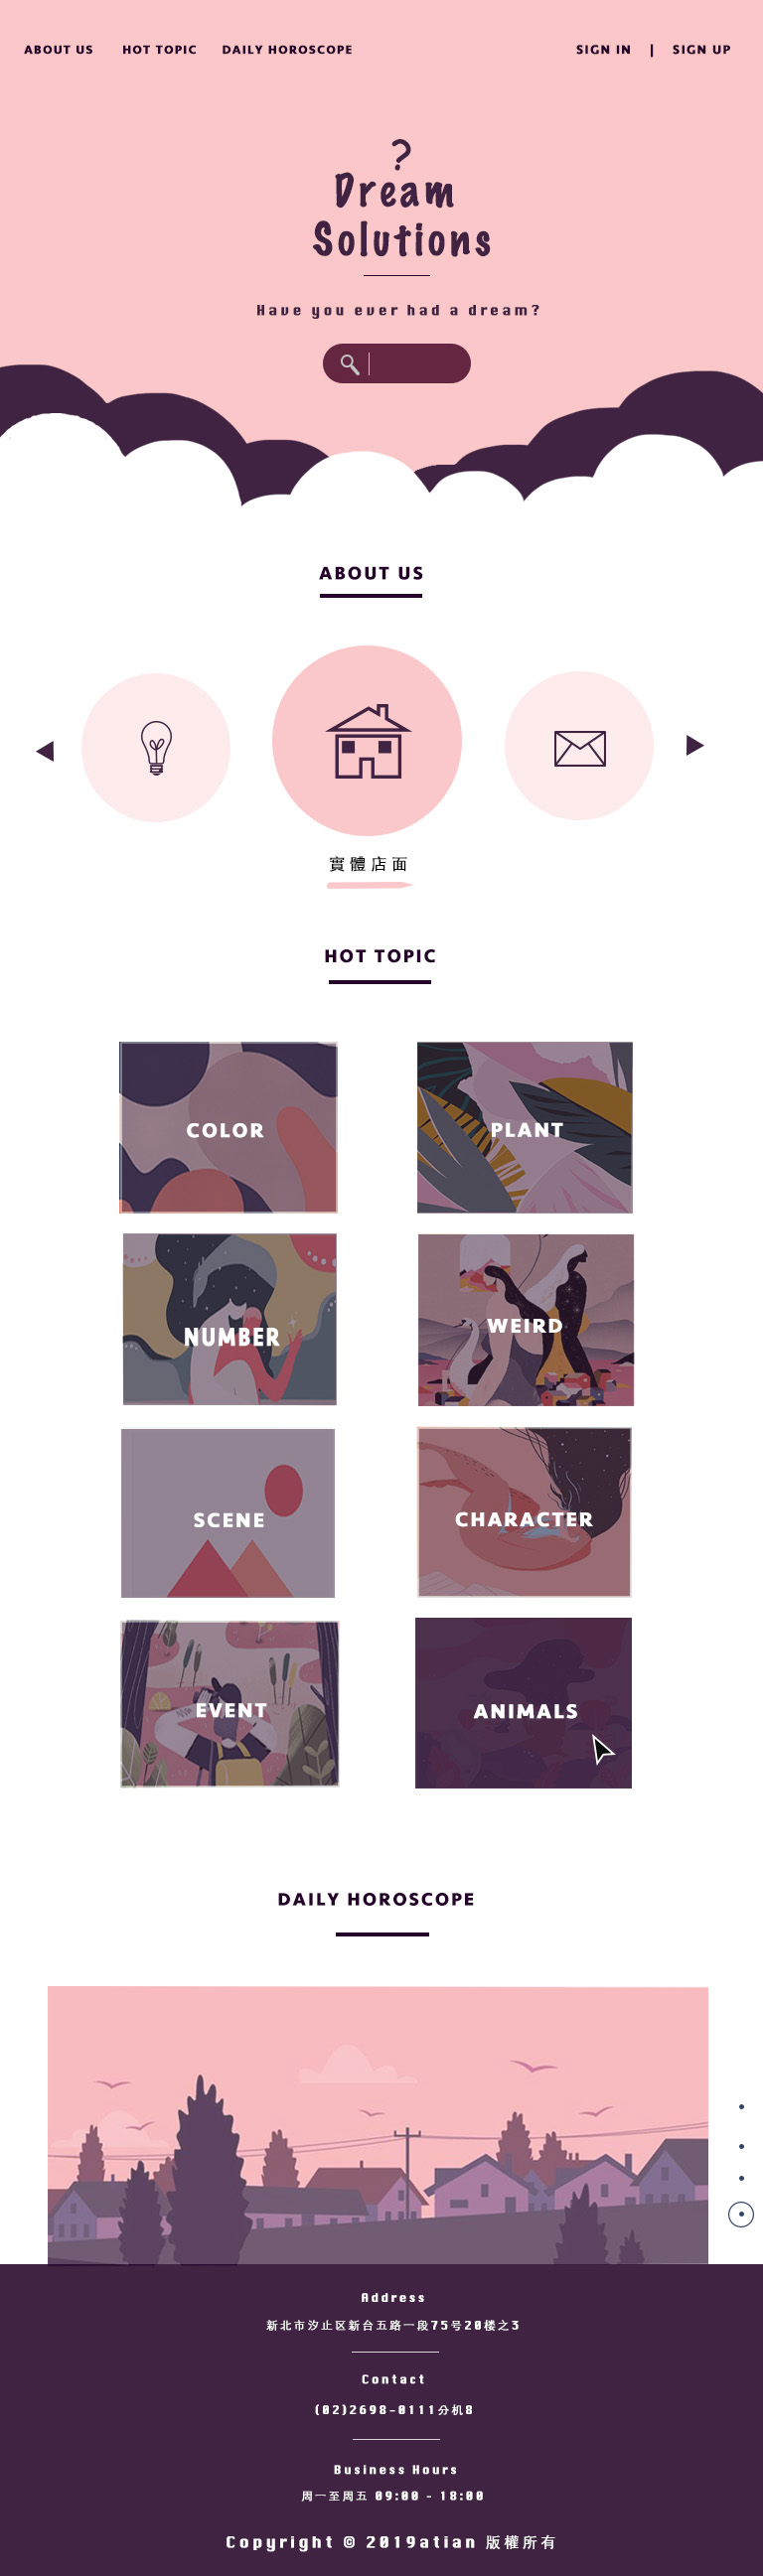 ABOUT US HOT TOPIC DAILY HOROSCOPE SIGN IN | SIGN UP
?
Dream
Solutions
Have you ever had a dream?
ABOUT US
實體店面
HOT TOPIC
COLOR PLANT
NUMBER WEIRD
SCENE CHARACTER
EVENT ANIMALS
DAILY HOROSCOPE
Address
新北市汐止区新台五路一段75号20楼之3
Contact
(02)2698-0111分机8
Business Hours
周一至周五 09:00 - 18:00
Copyright © 2019atian 版權所有